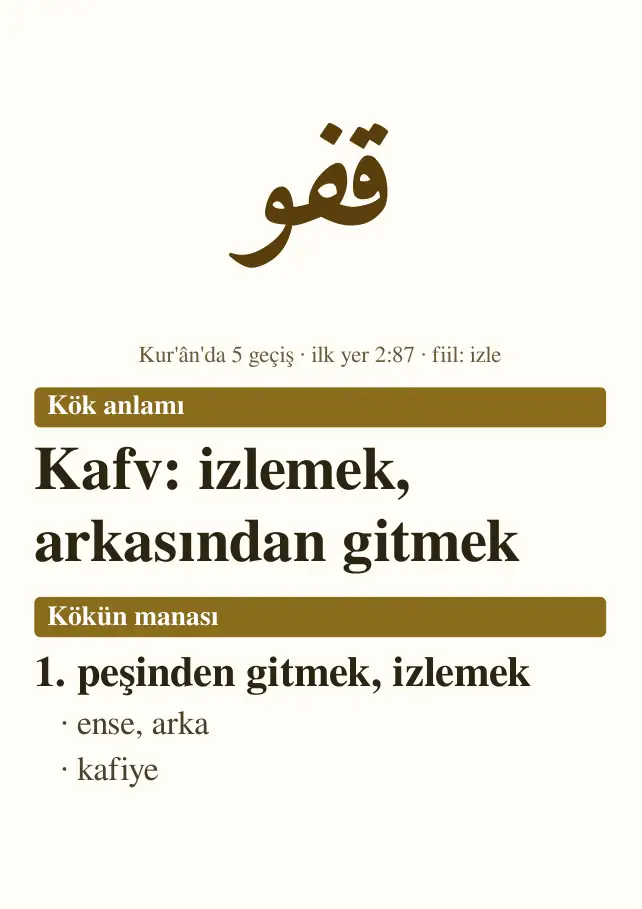 قفو
Kur'ân'da 5 geçiş · ilk yer 2:87 · fiil: izle
Kök anlamı
Kafv: izlemek,
arkasından gitmek
Kökün manası
1. peşinden gitmek, izlemek
· ense, arka
· kafiye